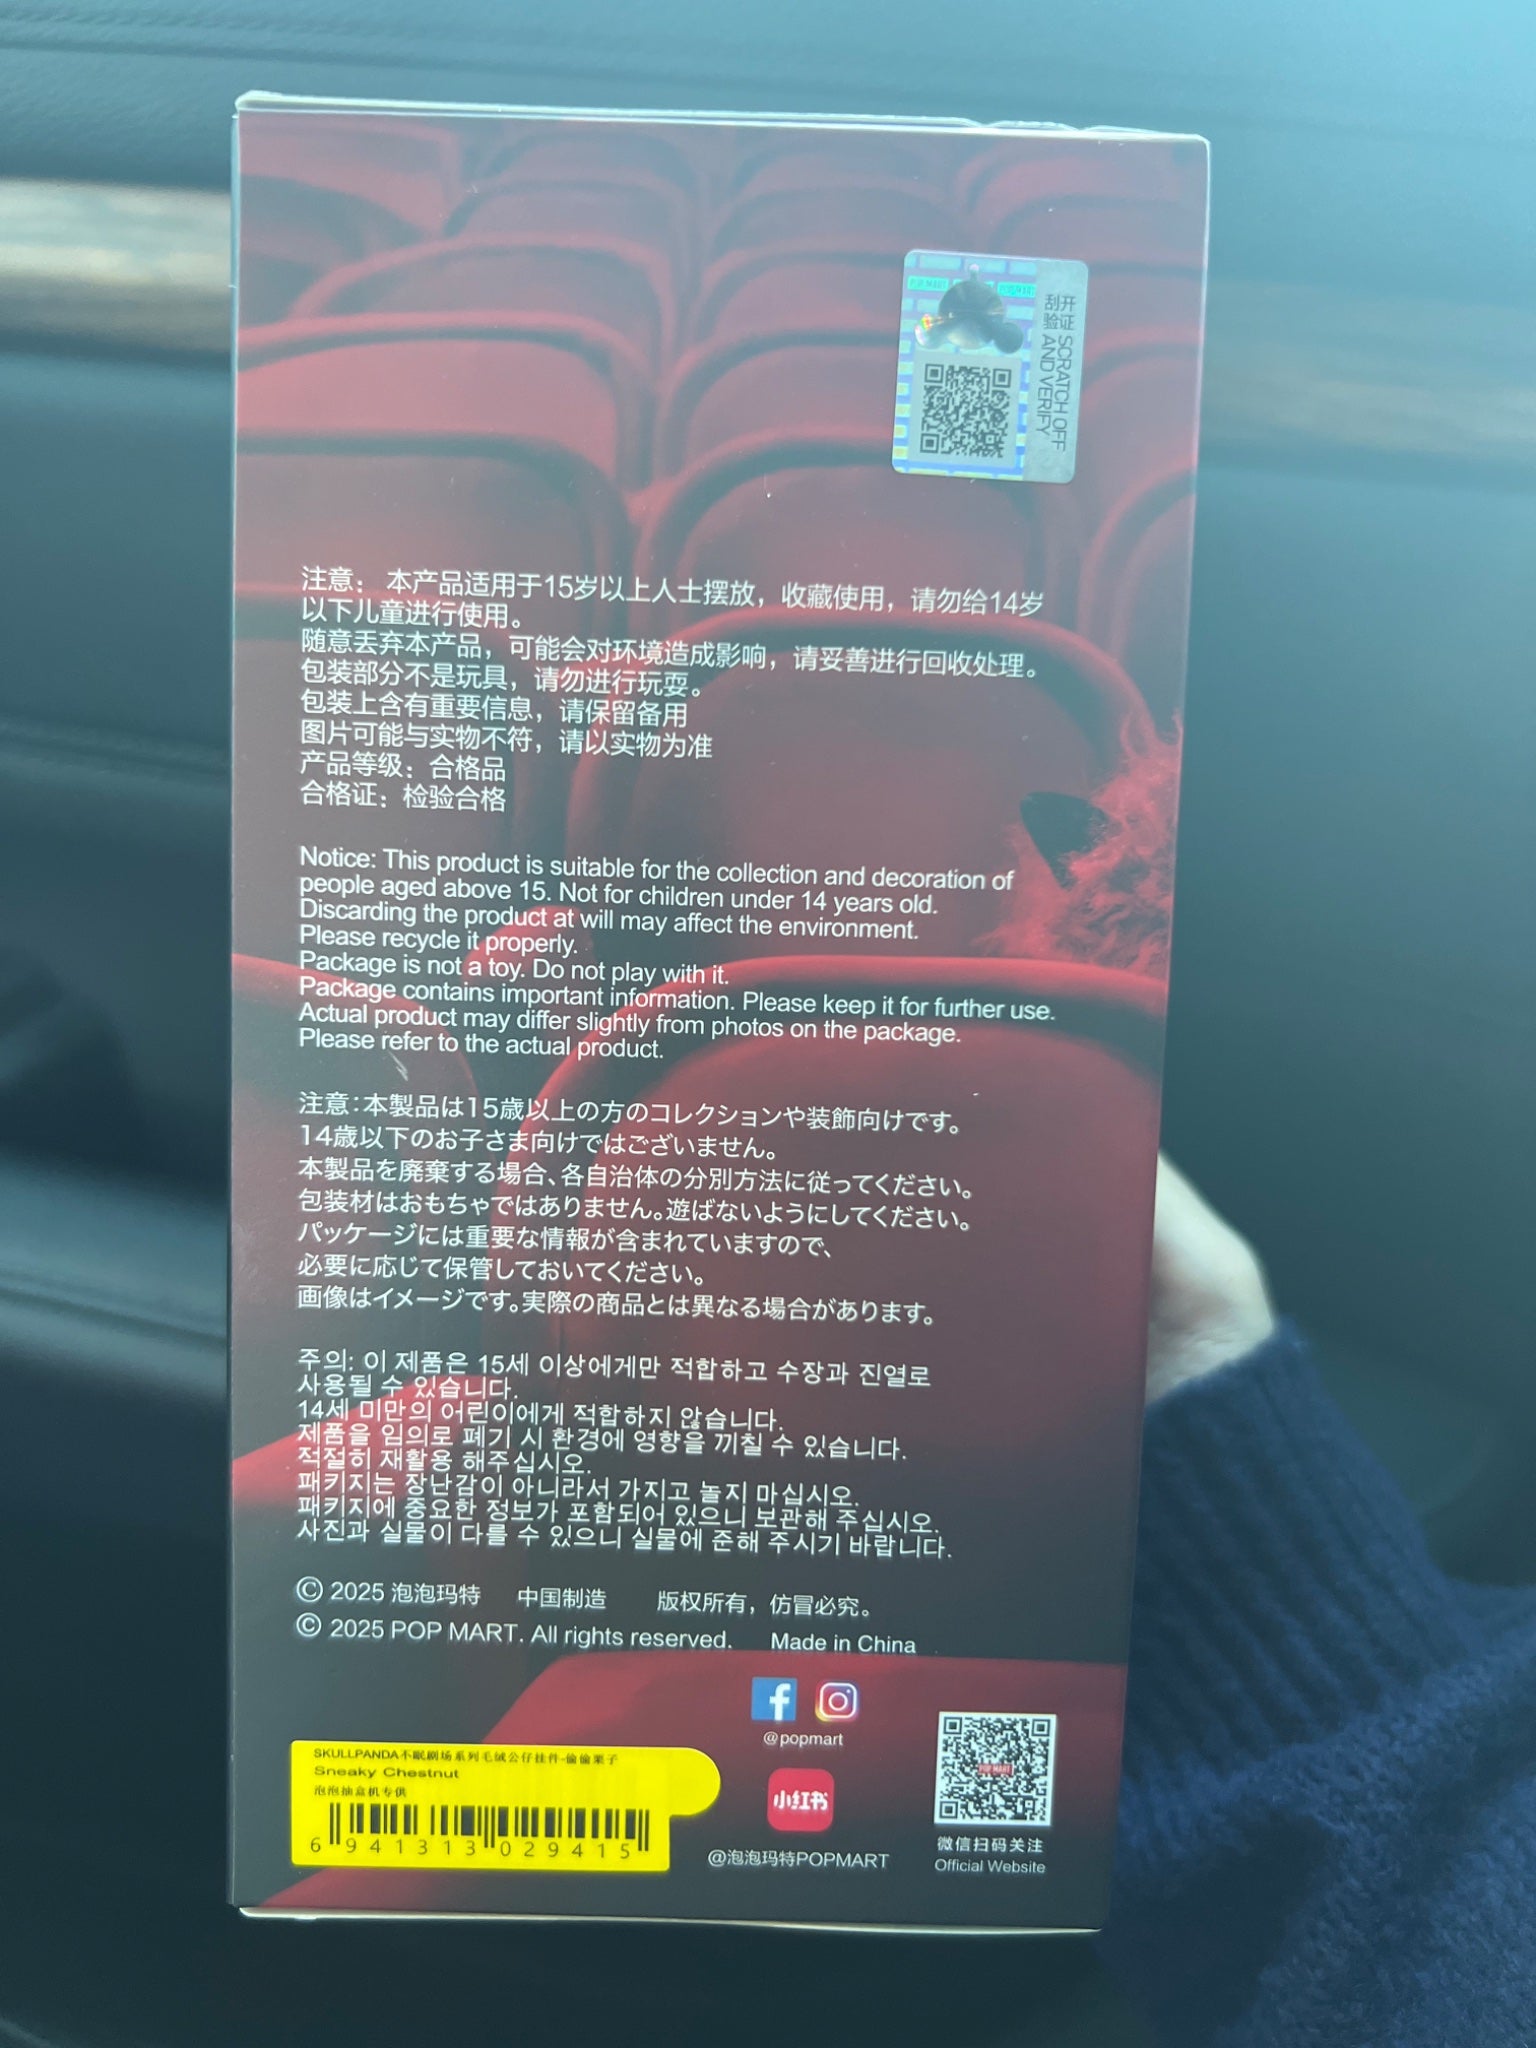 POP MART
POP MART
刮开
验证
SCRATCH OFF
AND VERIFY
注意： 本产品适用于15岁以上人士摆放，收藏使用，请勿给14岁
以下儿童进行使用。
随意丢弃本产品，可能会对环境造成影响，请妥善进行回收处理。
包装部分不是玩具，请勿进行玩耍。
包装上含有重要信息，请保留备用
图片可能与实物不符，请以实物为准
产品等级：合格品
合格证：检验合格
Notice: This product is suitable for the collection and decoration of
people aged above 15. Not for children under 14 years old.
Discarding the product at will may affect the environment.
Please recycle it properly.
Package is not a toy. Do not play with it.
Package contains important information. Please keep it for further use.
Actual product may differ slightly from photos on the package.
Please refer to the actual product.
注意：本製品は15歳以上の方のコレクションや装飾向けです。
14歳以下のお子さま向けではございません。
本製品を廃棄する場合、各自治体の分別方法に従ってください。
包装材はおもちゃではありません。遊ばないようにしてください。
パッケージには重要な情報が含まれていますので、
必要に応じて保管しておいてください。
画像はイメージです。実際の商品とは異なる場合があります。
주의: 이 제품은 15세 이상에게만 적합하고 수장과 진열로
사용될 수 있습니다.
14세 미만의 어린이에게 적합하지 않습니다.
제품을 임의로 폐기 시 환경에 영향을 끼칠 수 있습니다.
적절히 재활용 해주십시오.
패키지는 장난감이 아니라서 가지고 놀지 마십시오.
패키지에 중요한 정보가 포함되어 있으니 보관해 주십시오.
사진과 실물이 다를 수 있으니 실물에 준해 주시기 바랍니다.
© 2025 泡泡玛特 中国制造 版权所有，仿冒必究。
© 2025 POP MART. All rights reserved. Made in China
@popmart
SKULLPANDA不眠剧场系列毛绒公仔挂件-偷偷栗子
Sneaky Chestnut
泡泡抽盒机专供
6941313029415
小红书
@泡泡玛特POPMART
POP MART
微信扫码关注
Official Website